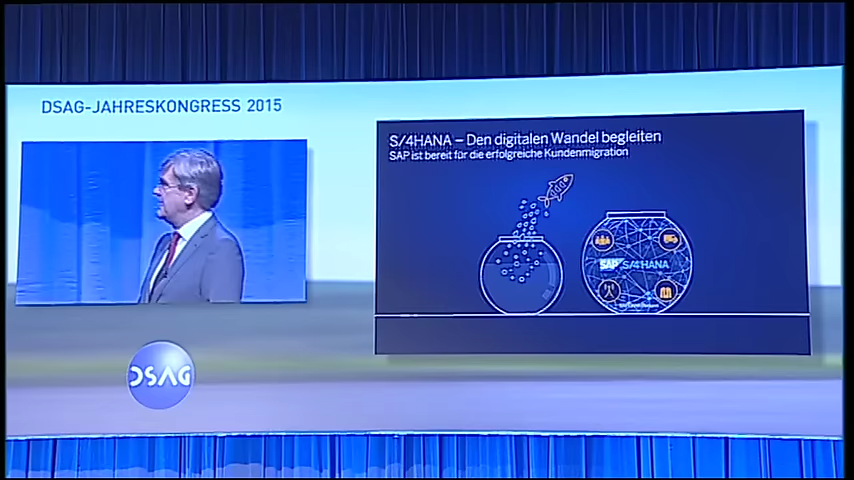 DSAG-JAHRESKONGRESS 2015
S/4HANA – Den digitalen Wandel begleiten
SAP ist bereit für die erfolgreiche Kundenmigration
SAP S/4HANA
DSAG